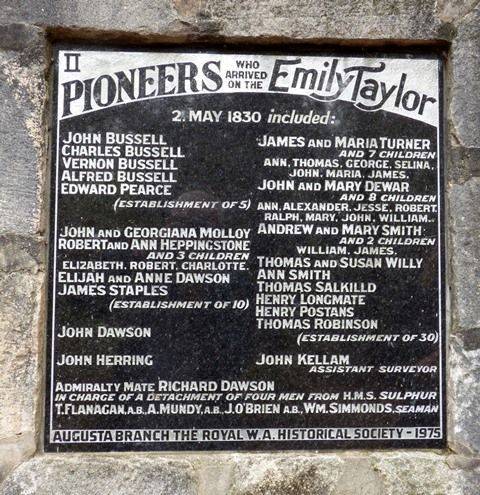 II
PIONEERS WHO ARRIVED ON THE Emily Taylor
2. MAY 1830 included:
JOHN BUSSELL
CHARLES BUSSELL
VERNON BUSSELL
ALFRED BUSSELL
EDWARD PEARCE
(ESTABLISHMENT OF 5)
JOHN AND GEORGIANA MOLLOY
ROBERT AND ANN HEPPINGSTONE
AND 3 CHILDREN
ELIZABETH. ROBERT. CHARLOTTE.
ELIJAH AND ANNE DAWSON
JAMES STAPLES
(ESTABLISHMENT OF 10)
JOHN DAWSON
JOHN HERRING
JAMES AND MARIA TURNER
AND 7 CHILDREN
ANN, THOMAS, GEORGE, SELINA,
JOHN. MARIA. JAMES.
JOHN AND MARY DEWAR
AND 8 CHILDREN
ANN, ALEXANDER, JESSE, ROBERT,
RALPH, MARY, JOHN, WILLIAM..
ANDREW AND MARY SMITH
AND 2 CHILDREN
WILLIAM. JAMES.
THOMAS AND SUSAN WILLY
ANN SMITH
THOMAS SALKILLD
HENRY LONGMATE
HENRY POSTANS
THOMAS ROBINSON
(ESTABLISHMENT OF 30)
JOHN KELLAM
ASSISTANT SURVEYOR
ADMIRALTY MATE RICHARD DAWSON
IN CHARGE OF A DETACHMENT OF FOUR MEN FROM H.M.S. SULPHUR
T. FLANAGAN, A.B., A. MUNDY, A.B., J. O'BRIEN A.B., WM. SIMMONDS, SEAMAN
AUGUSTA BRANCH THE ROYAL W.A. HISTORICAL SOCIETY - 1975